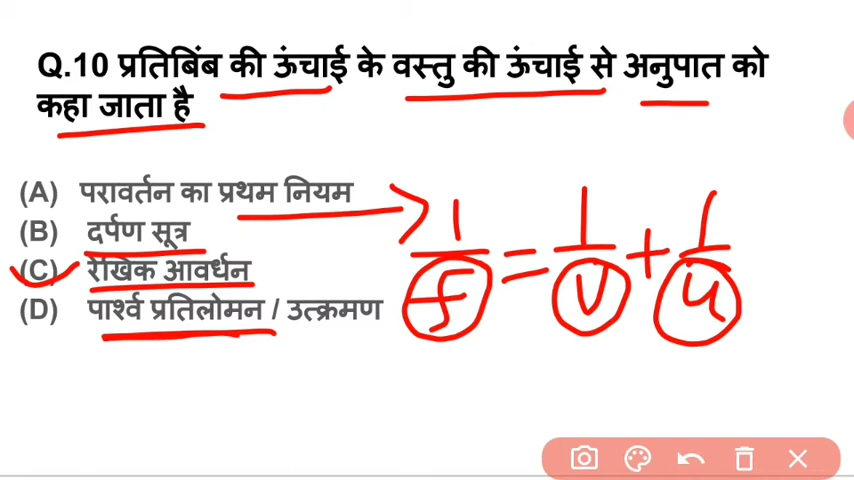 Q.10 प्रतिबिंब की ऊंचाई के वस्तु की ऊंचाई से अनुपात को
कहा जाता है
(A) परावर्तन का प्रथम नियम
(B) दर्पण सूत्र
(C) रेखिक आवर्धन
(D) पार्श्व प्रतिलोमन / उत्क्रमण
1/f = 1/v + 1/u